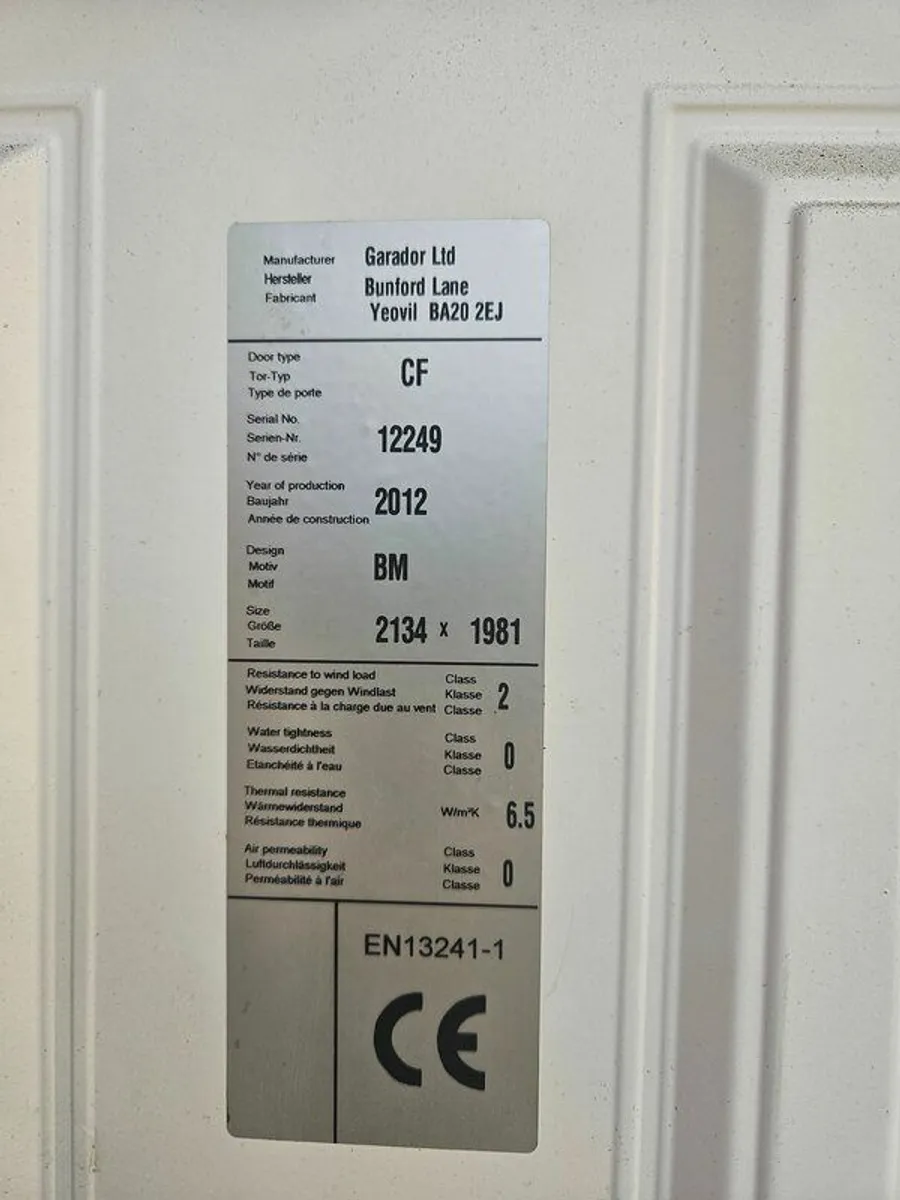 Manufacturer Garador Ltd
Hersteller Bunford Lane
Fabricant Yeovil BA20 2EJ
Door type
Tor-Typ CF
Type de porte
Serial No.
Serien-Nr. 12249
N° de série
Year of production
Baujahr 2012
Année de construction
Design
Motiv BM
Motif
Size
Größe 2134 x 1981
Taille
Resistance to wind load Class
Widerstand gegen Windlast Klasse 2
Résistance à la charge due au vent Classe
Water tightness Class
Wasserdichtheit Klasse 0
Etanchéité à l'eau Classe
Thermal resistance
Wärmewiderstand W/m²K 6.5
Résistance thermique
Air permeability Class
Luftdurchlässigkeit Klasse 0
Perméabilité à l'air Classe
EN13241-1
CE